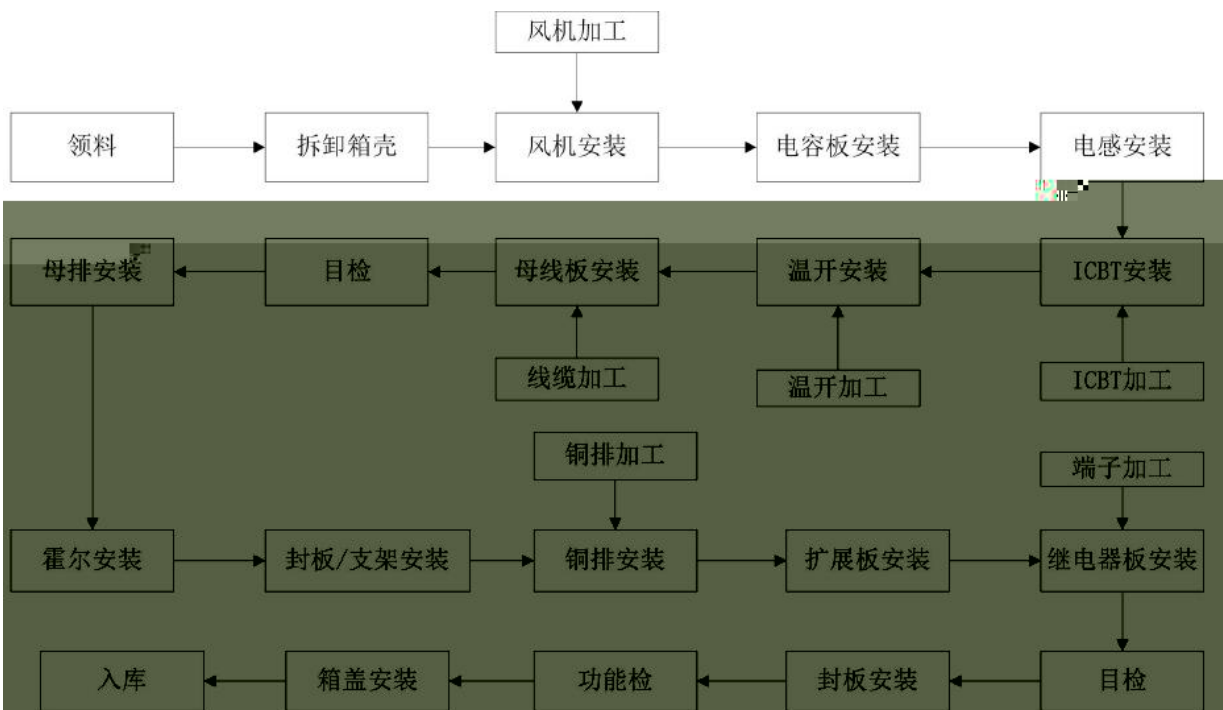 风机加工
领料
拆卸箱壳
风机安装
电容板安装
电感安装
母排安装
目检
母线板安装
温开安装
ICBT安装
线缆加工
温开加工
ICBT加工
铜排加工
端子加工
霍尔安装
封板/支架安装
铜排安装
扩展板安装
继电器板安装
入库
箱盖安装
功能检
封板安装
目检